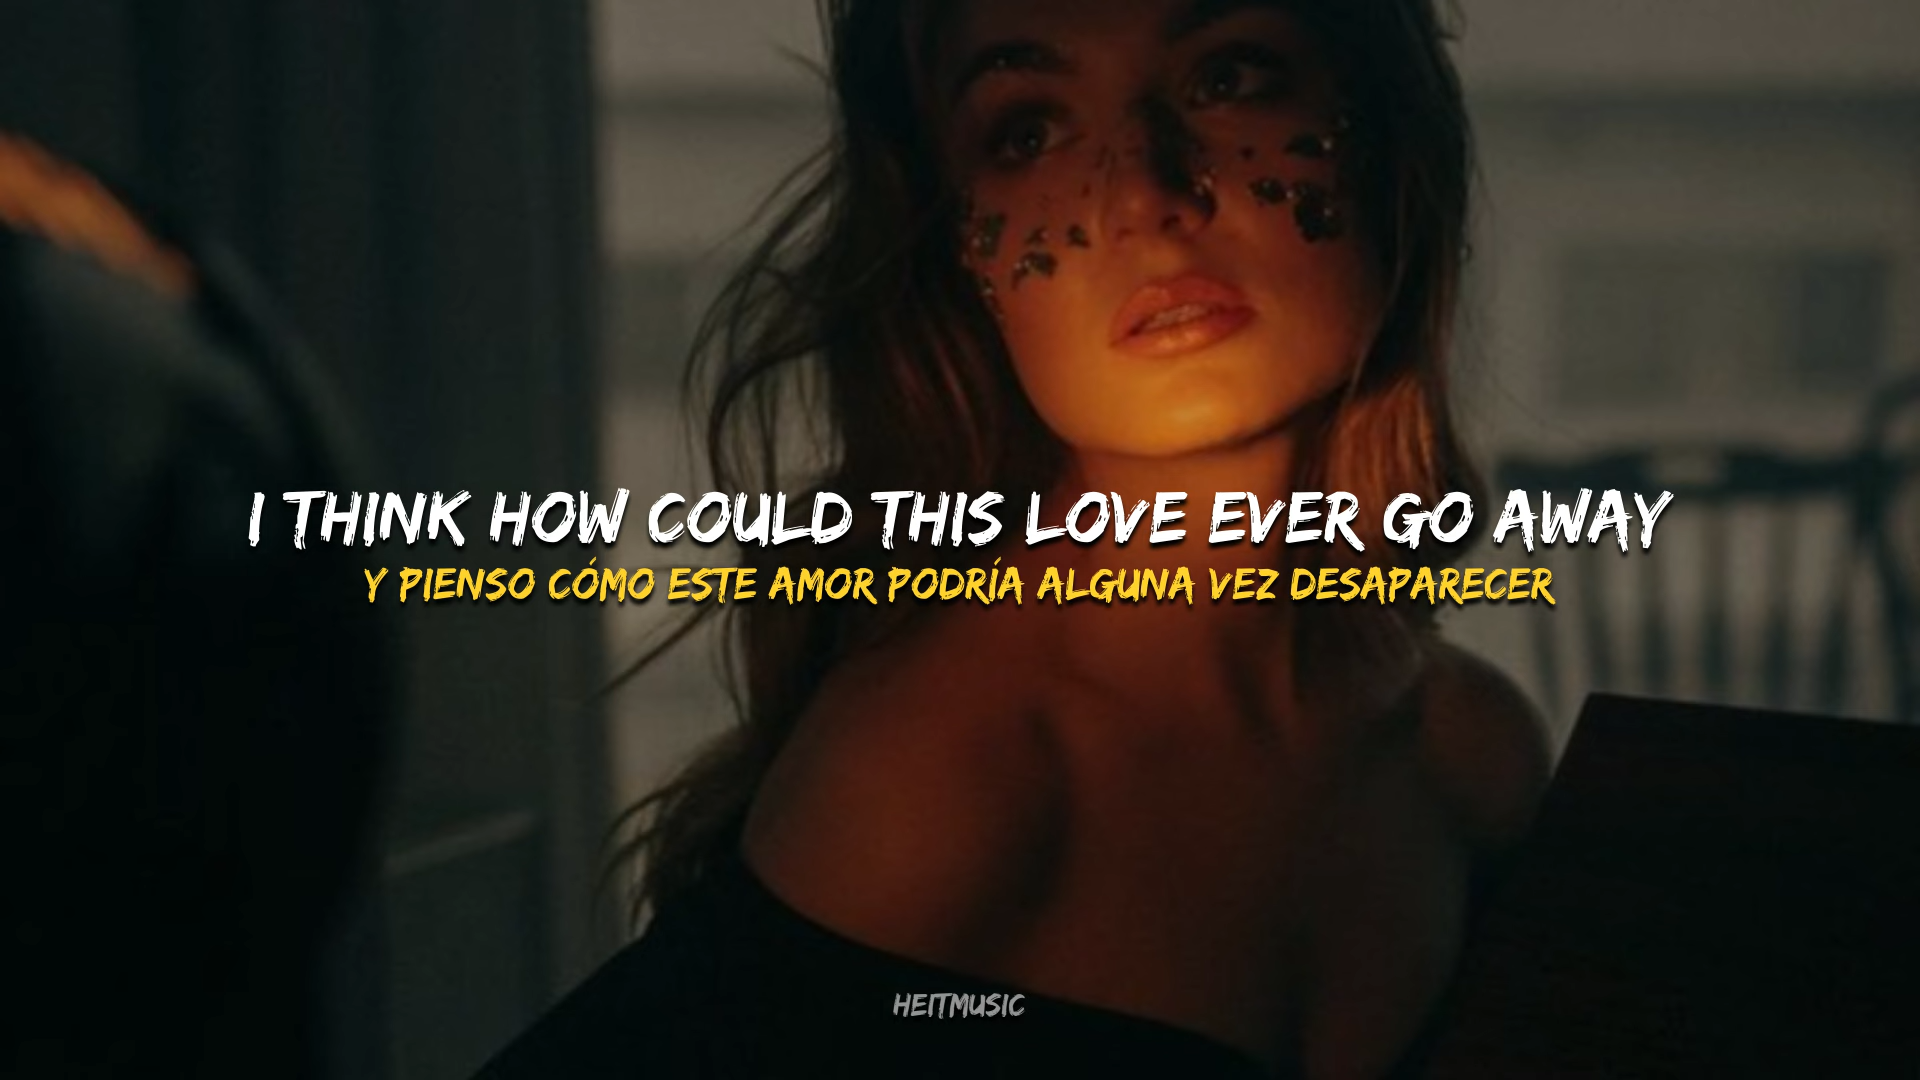 I THINK HOW COULD THIS LOVE EVER GO AWAY
Y PIENSO CÓMO ESTE AMOR PODRÍA ALGUNA VEZ DESAPARECER
HEITMUSIC